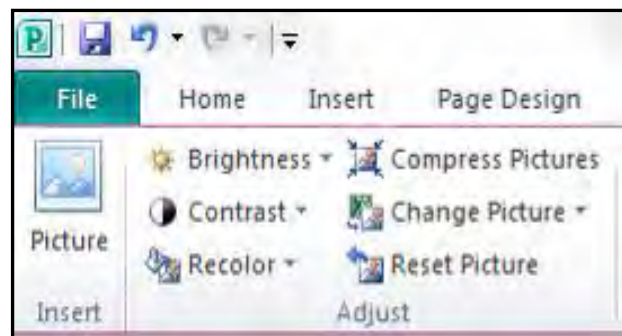 P
File Home Insert Page Design
Brightness Compress Pictures
Contrast Change Picture
Picture Recolor Reset Picture
Insert Adjust